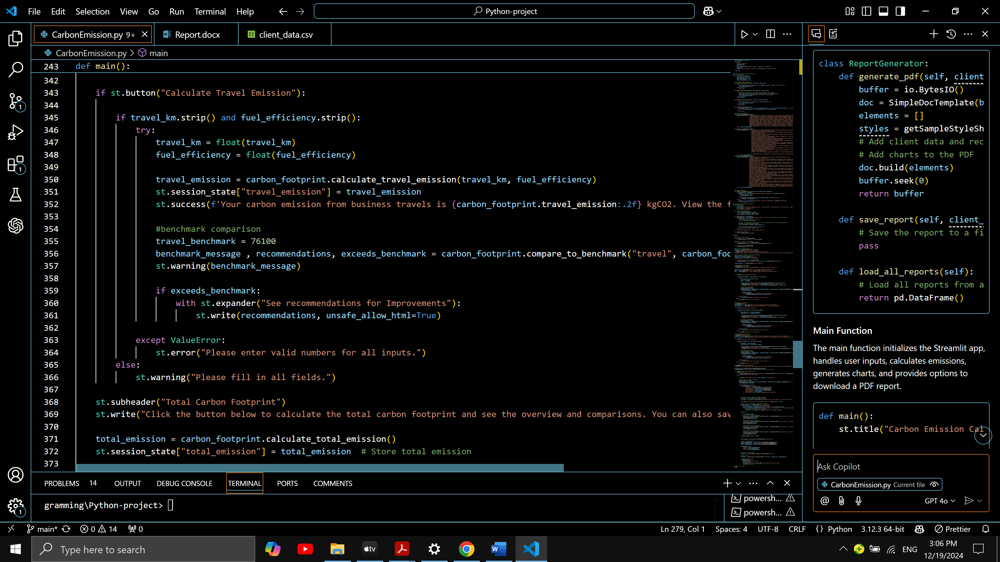 File Edit Selection View Go Run Terminal Help
Python-project
CarbonEmission.py 9+
Report.docx
client_data.csv
CarbonEmission.py > main
243 def main():
342
343 if st.button("Calculate Travel Emission"):
344
345 if travel_km.strip() and fuel_efficiency.strip():
346 try:
347 travel_km = float(travel_km)
348 fuel_efficiency = float(fuel_efficiency)
349
350 travel_emission = carbon_footprint.calculate_travel_emission(travel_km, fuel_efficiency)
351 st.session_state["travel_emission"] = travel_emission
352 st.success(f'Your carbon emission from business travels is {carbon_footprint.travel_emission:.2f} kgCO2. View the f
353
354 #benchmark comparison
355 travel_benchmark = 76100
356 benchmark_message , recommendations, exceeds_benchmark = carbon_footprint.compare_to_benchmark("travel", carbon_foo
357 st.warning(benchmark_message)
358
359 if exceeds_benchmark:
360 with st.expander("See recommendations for Improvements"):
361 st.write(recommendations, unsafe_allow_html=True)
362
363 except ValueError:
364 st.error("Please enter valid numbers for all inputs.")
365 else:
366 st.warning("Please fill in all fields.")
367
368 st.subheader("Total Carbon Footprint")
369 st.write("Click the button below to calculate the total carbon footprint and see the overview and comparisons. You can also sav
370
371 total_emission = carbon_footprint.calculate_total_emission()
372 st.session_state["total_emission"] = total_emission # Store total emission
373
class ReportGenerator:
def generate_pdf(self, client
buffer = io.BytesIO()
doc = SimpleDocTemplate(b
elements = []
styles = getSampleStyleSh
# Add client data and rec
# Add charts to the PDF
doc.build(elements)
buffer.seek(0)
return buffer
def save_report(self, client_
# Save the report to a fi
pass
def load_all_reports(self):
# Load all reports from a
return pd.DataFrame()
Main Function
The main function initializes the Streamlit app,
handles user inputs, calculates emissions,
generates charts, and provides options to
download a PDF report.
def main():
st.title("Carbon Emission Cal
Ask Copilot
CarbonEmission.py Current file
GPT 4o
PROBLEMS 14 OUTPUT DEBUG CONSOLE TERMINAL PORTS COMMENTS
gramming\Python-project>
powersh...
powersh...
main* 0 14 0
Ln 279, Col 1 Spaces: 4 UTF-8 CRLF {} Python 3.12.3 64-bit Prettier
Type here to search
tv
ENG
3:06 PM
12/19/2024